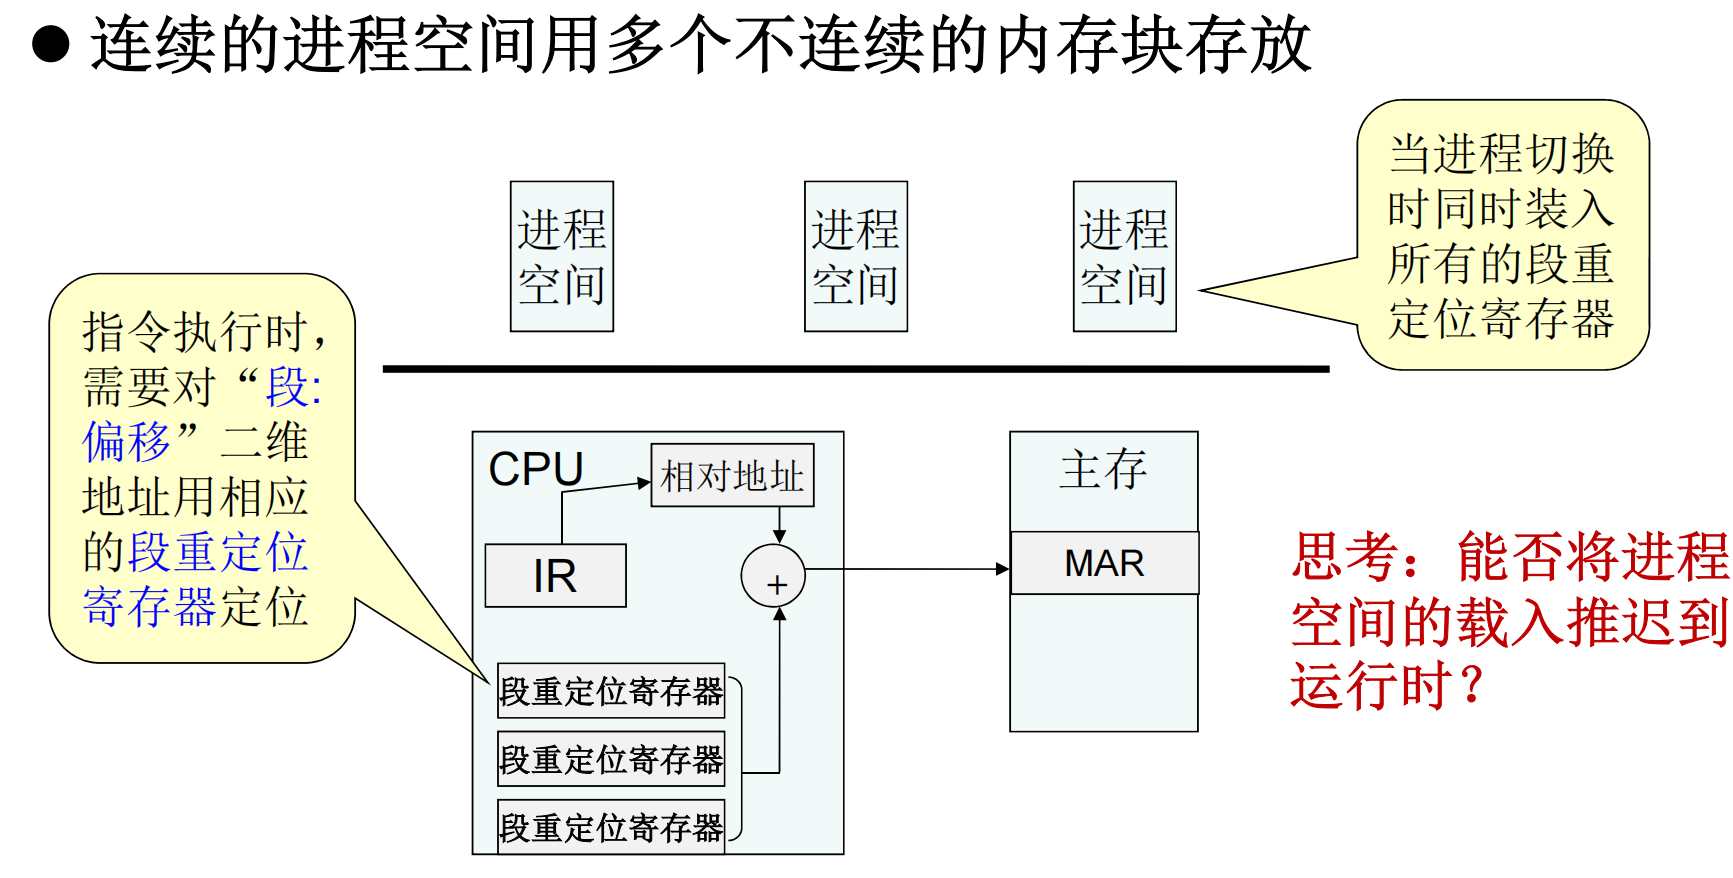 ● 连续的进程空间用多个不连续的内存块存放
当进程切换
时同时装入
所有的段重
定位寄存器
进程
空间
进程
空间
进程
空间
指令执行时，
需要对“段:
偏移”二维
地址用相应
的段重定位
寄存器定位
CPU
相对地址
IR
+
段重定位寄存器
段重定位寄存器
段重定位寄存器
主存
MAR
思考：能否将进程
空间的载入推迟到
运行时？